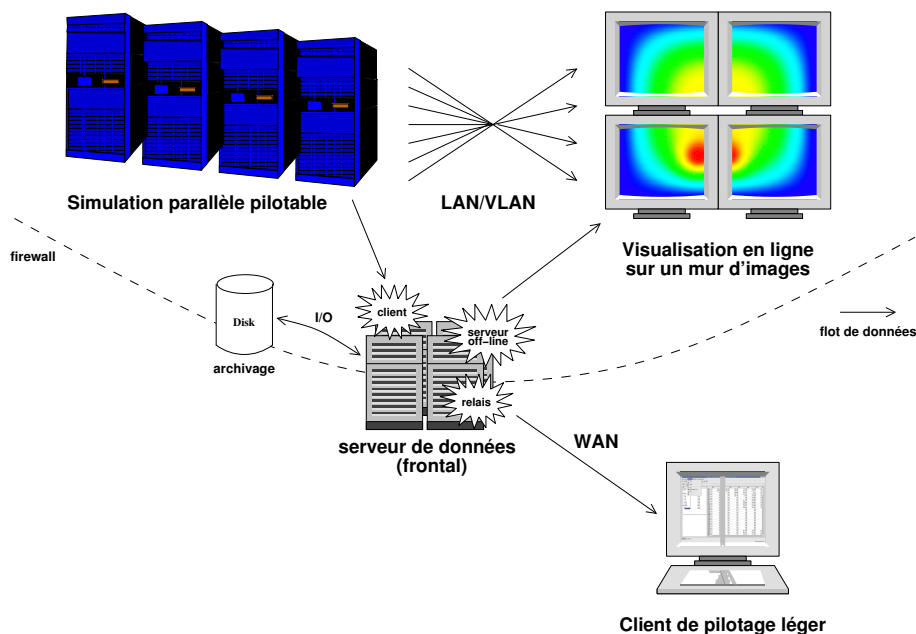 Simulation parallèle pilotable
LAN/VLAN
Visualisation en ligne
sur un mur d'images
firewall
Disk
I/O
archivage
client
serveur
off−line
relais
flot de données
serveur de données
(frontal)
WAN
Client de pilotage léger